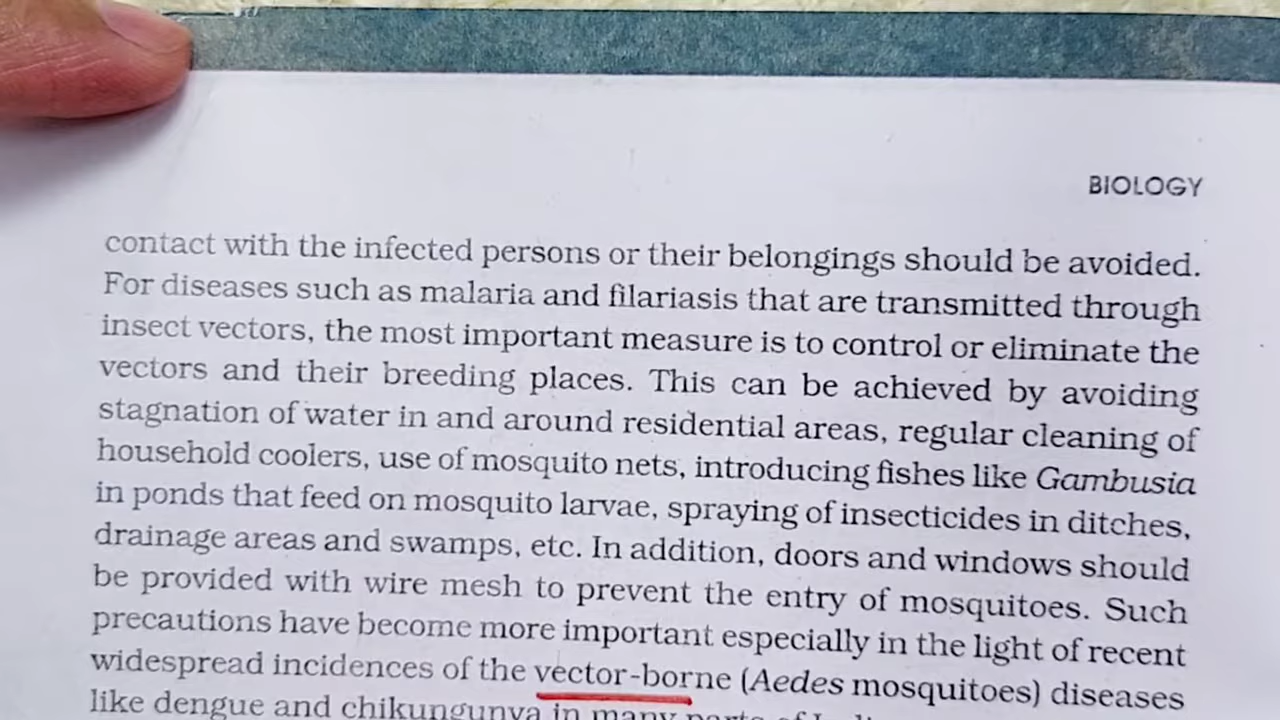 BIOLOGY
contact with the infected persons or their belongings should be avoided.
For diseases such as malaria and filariasis that are transmitted through
insect vectors, the most important measure is to control or eliminate the
vectors and their breeding places. This can be achieved by avoiding
stagnation of water in and around residential areas, regular cleaning of
household coolers, use of mosquito nets, introducing fishes like Gambusia
in ponds that feed on mosquito larvae, spraying of insecticides in ditches,
drainage areas and swamps, etc. In addition, doors and windows should
be provided with wire mesh to prevent the entry of mosquitoes. Such
precautions have become more important especially in the light of recent
widespread incidences of the vector-borne (Aedes mosquitoes) diseases
like dengue and chikungunya in many parts of